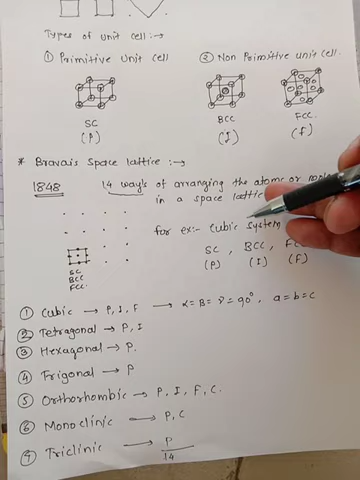 Types of unit cell:→
① Primitive Unit cell ② Non Primitive unit cell.
SC BCC FCC.
(P) (I) (F)
* Bravais Space lattice :→
1848 14 ways of arranging the atoms or
in a space lattice
for ex:- Cubic System
SC, BCC,
(P) (I) (F)
SC
BCC
FCC.
① Cubic → P, I, F → α=β=γ=90°, a=b=c
② Tetragonal → P, I
③ Hexagonal → P.
④ Trigonal → P
⑤ Orthorhombic → P, I, F, C.
⑥ Monoclinic → P, C
⑦ Triclinic → P
14